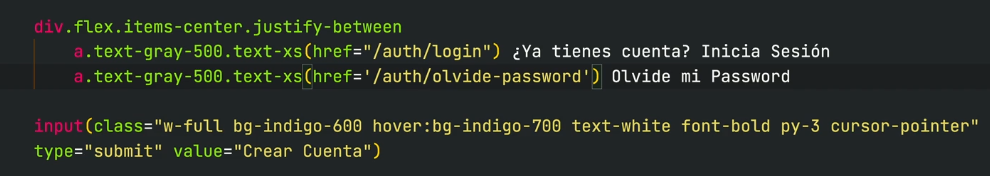 div.flex.items-center.justify-between
a.text-gray-500.text-xs(href="/auth/login") ¿Ya tienes cuenta? Inicia Sesión
a.text-gray-500.text-xs(href='/auth/olvide-password') Olvide mi Password
input(class="w-full bg-indigo-600 hover:bg-indigo-700 text-white font-bold py-3 cursor-pointer"
type="submit" value="Crear Cuenta")